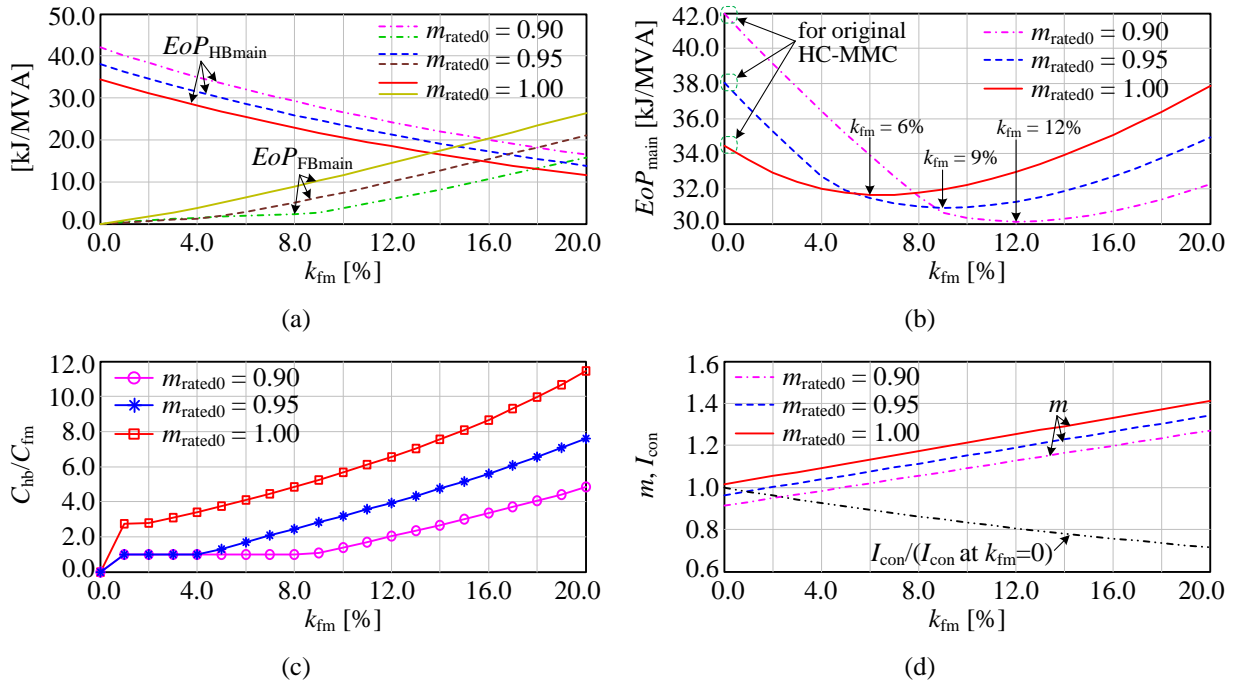 50.0
40.0
30.0
20.0
10.0
0.0
[kJ/MVA]
EoP_HBmain
EoP_FBmain
m_rated0 = 0.90
m_rated0 = 0.95
m_rated0 = 1.00
0.0 4.0 8.0 12.0 16.0 20.0
k_fm [%]
(a)
42.0
40.0
38.0
36.0
34.0
32.0
30.0
EoP_main [kJ/MVA]
for original
HC-MMC
m_rated0 = 0.90
m_rated0 = 0.95
m_rated0 = 1.00
k_fm = 6%
k_fm = 12%
k_fm = 9%
0.0 4.0 8.0 12.0 16.0 20.0
k_fm [%]
(b)
12.0
10.0
8.0
6.0
4.0
2.0
0.0
C_hb/C_fm
m_rated0 = 0.90
m_rated0 = 0.95
m_rated0 = 1.00
0.0 4.0 8.0 12.0 16.0 20.0
k_fm [%]
(c)
1.6
1.4
1.2
1.0
0.8
0.6
m, I_con
m_rated0 = 0.90
m_rated0 = 0.95
m_rated0 = 1.00
m
I_con/(I_con at k_fm=0)
0.0 4.0 8.0 12.0 16.0 20.0
k_fm [%]
(d)